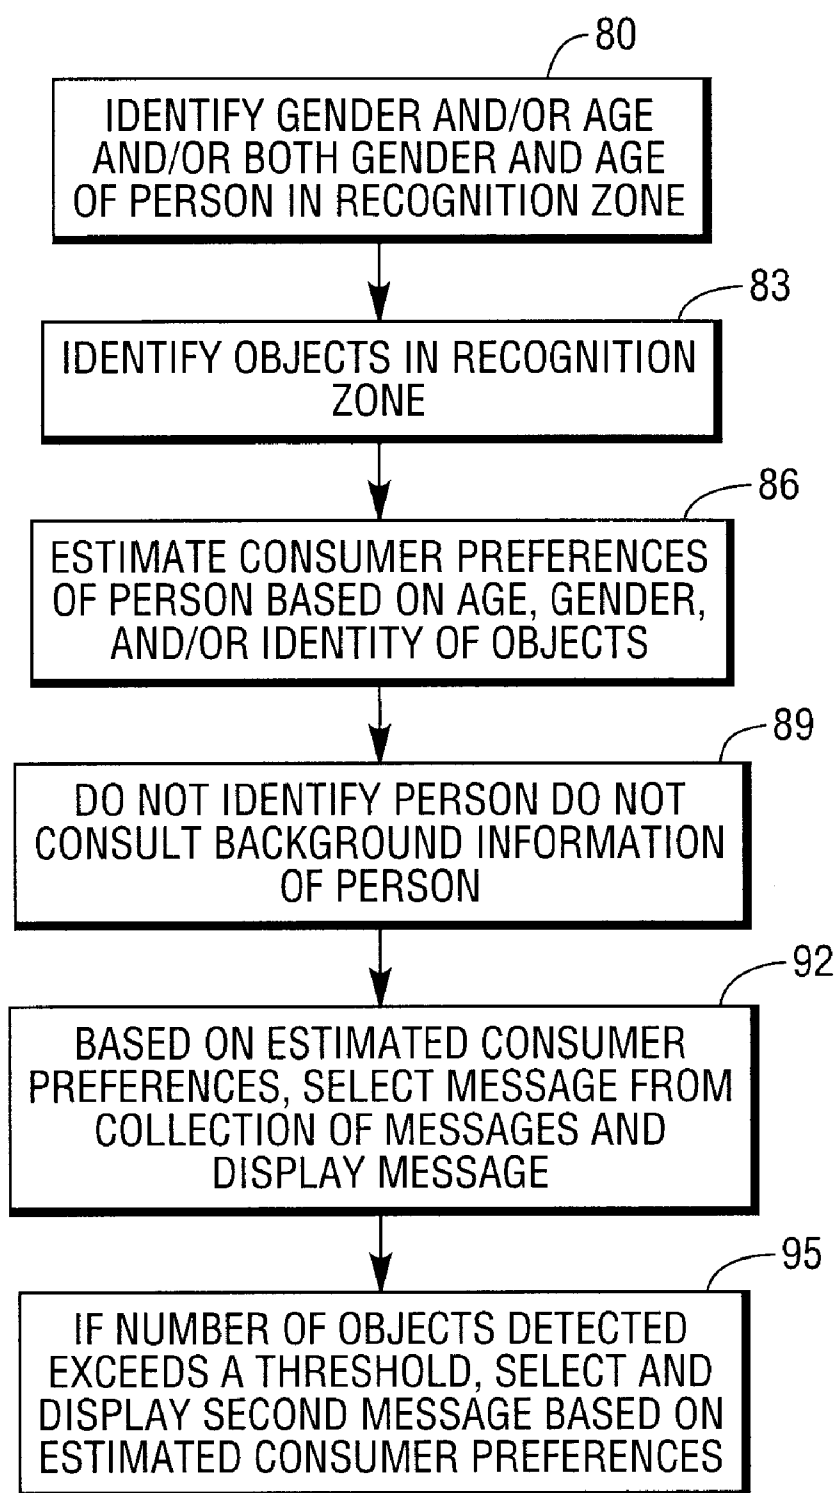 80
IDENTIFY GENDER AND/OR AGE
AND/OR BOTH GENDER AND AGE
OF PERSON IN RECOGNITION ZONE
83
IDENTIFY OBJECTS IN RECOGNITION
ZONE
86
ESTIMATE CONSUMER PREFERENCES
OF PERSON BASED ON AGE, GENDER,
AND/OR IDENTITY OF OBJECTS
89
DO NOT IDENTIFY PERSON DO NOT
CONSULT BACKGROUND INFORMATION
OF PERSON
92
BASED ON ESTIMATED CONSUMER
PREFERENCES, SELECT MESSAGE FROM
COLLECTION OF MESSAGES AND
DISPLAY MESSAGE
95
IF NUMBER OF OBJECTS DETECTED
EXCEEDS A THRESHOLD, SELECT AND
DISPLAY SECOND MESSAGE BASED ON
ESTIMATED CONSUMER PREFERENCES